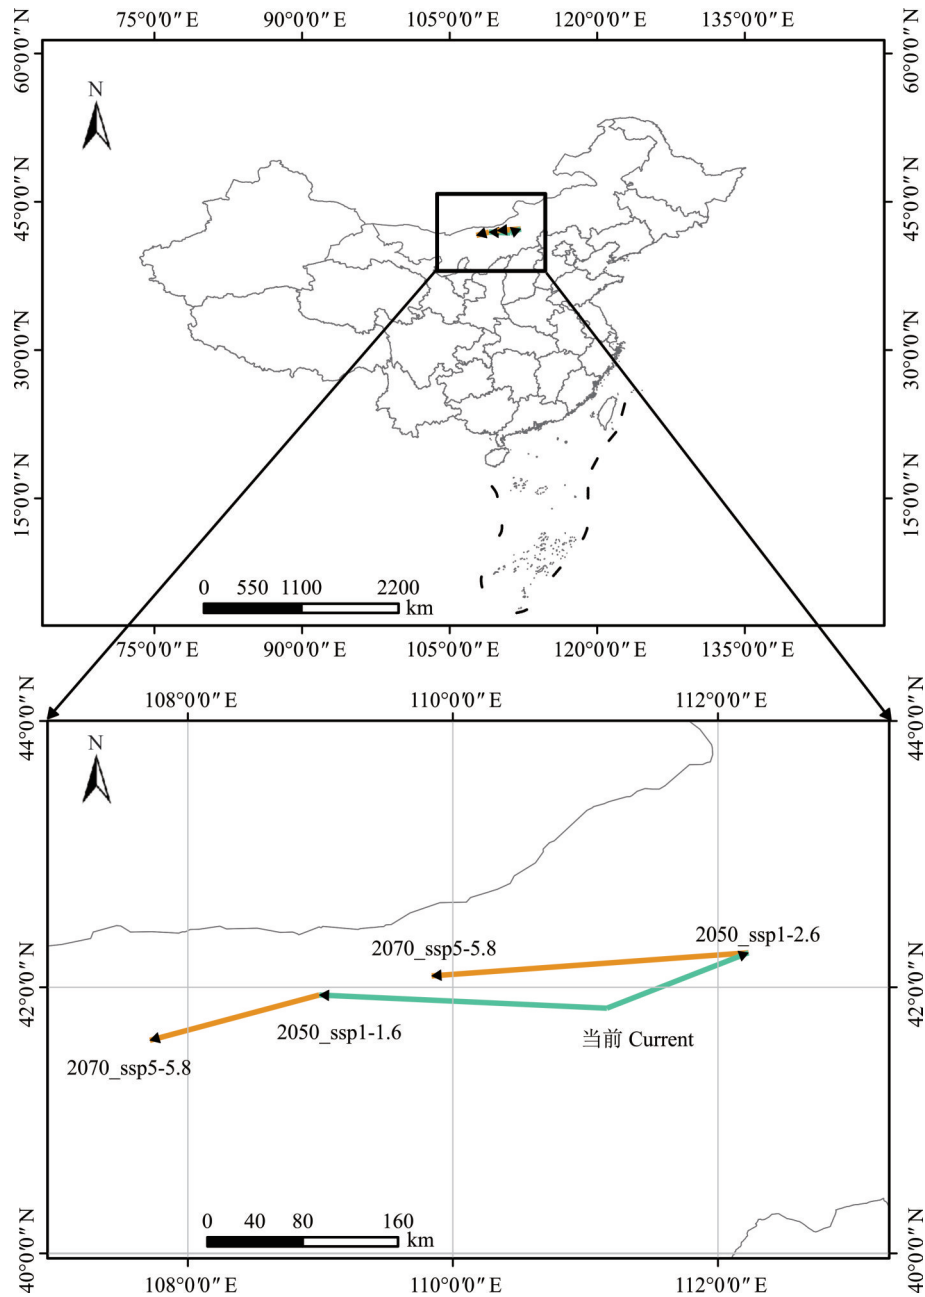 75°0′0″ E 90°0′0″ E 105°0′0″ E 120°0′0″ E 135°0′0″ E
60°0′0″ N
60°0′0″ N
N
45°0′0″ N
45°0′0″ N
30°0′0″ N
30°0′0″ N
15°0′0″ N
15°0′0″ N
0 550 1100 2200
km
75°0′0″ E 90°0′0″ E 105°0′0″ E 120°0′0″ E 135°0′0″ E
108°0′0″ E 110°0′0″ E 112°0′0″ E
44°0′0″ N
44°0′0″ N
N
2050_ssp1-2.6
2070_ssp5-5.8
42°0′0″ N
42°0′0″ N
2050_ssp1-1.6
当前 Current
2070_ssp5-5.8
0 40 80 160
km
40°0′0″ N
40°0′0″ N
108°0′0″ E 110°0′0″ E 112°0′0″ E